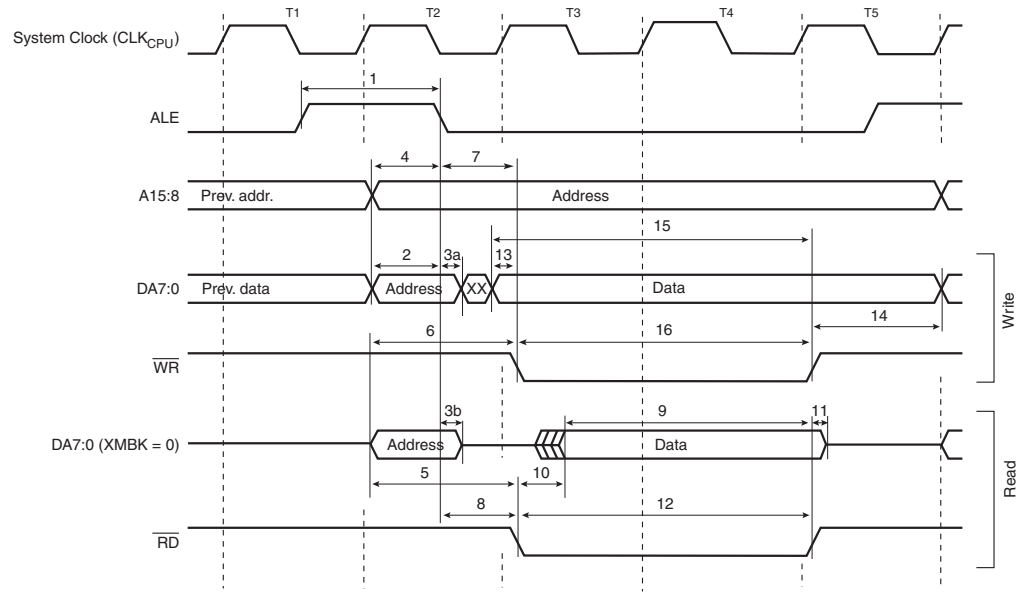 T1 T2 T3 T4 T5
System Clock (CLKCPU)
1
ALE
4 7
A15:8 Prev. addr. Address
15
2 3a 13
DA7:0 Prev. data Address XX Data
14
6 16
WR
Write
3b 9 11
DA7:0 (XMBK = 0) Address Data
5 10
8 12
RD
Read